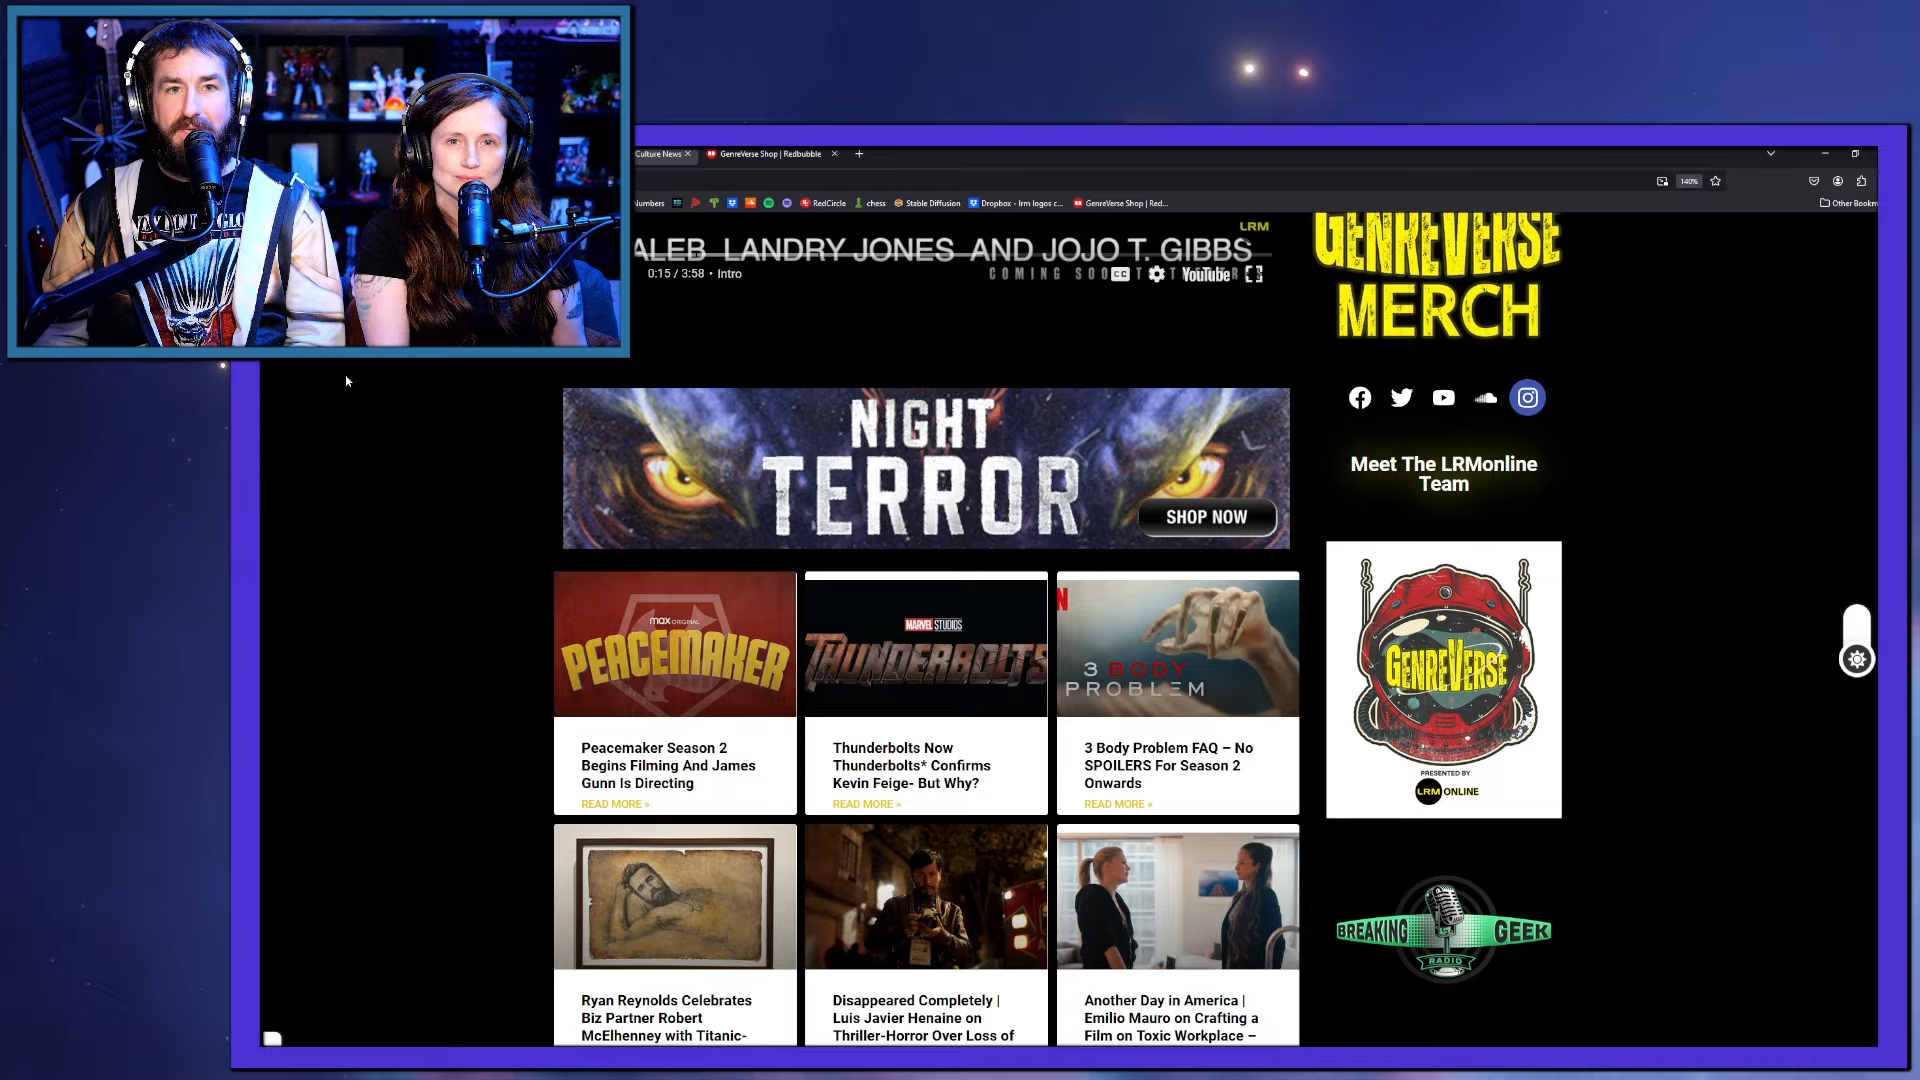 Culture News
GenreVerse Shop | Redbubble
140%
Numbers
RedCircle
chess
Stable Diffusion
Dropbox - lrm logos c...
GenreVerse Shop | Red...
Other Bookm
LRM
ALEB LANDRY JONES AND JOJO T. GIBBS
0:15 / 3:58 • Intro
CC
YouTube
GENREVERSE
MERCH
NIGHT
TERROR
SHOP NOW
Meet The LRMonline
Team
max ORIGINAL
PEACEMAKER
MARVEL STUDIOS
THUNDERBOLTS
N
3 BODY
PROBLEM
Peacemaker Season 2
Begins Filming And James
Gunn Is Directing
READ MORE »
Thunderbolts Now
Thunderbolts* Confirms
Kevin Feige- But Why?
READ MORE »
3 Body Problem FAQ – No
SPOILERS For Season 2
Onwards
READ MORE »
GENREVERSE
PRESENTED BY
LRM ONLINE
BREAKING GEEK
RADIO
Ryan Reynolds Celebrates
Biz Partner Robert
McElhenney with Titanic-
Disappeared Completely |
Luis Javier Henaine on
Thriller-Horror Over Loss of
Another Day in America |
Emilio Mauro on Crafting a
Film on Toxic Workplace –